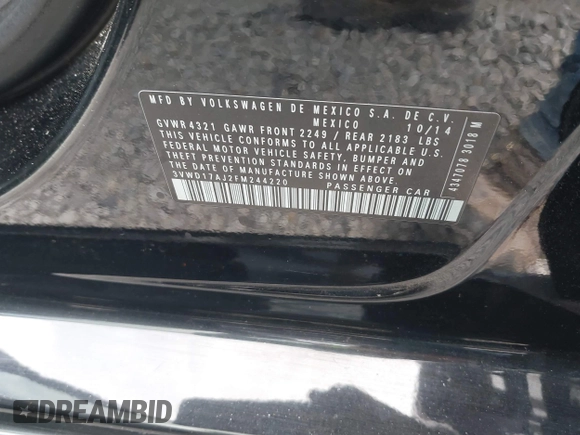 MFD BY VOLKSWAGEN DE MEXICO S.A. DE C.V.
MEXICO 10/14
GVWR 4321 GAWR FRONT 2249 / REAR 2183 LBS
THIS VEHICLE CONFORMS TO ALL APPLICABLE U.S.
FEDERAL MOTOR VEHICLE SAFETY, BUMPER AND
THEFT PREVENTION STANDARDS IN EFFECT ON
THE DATE OF MANUFACTURE SHOWN ABOVE.
3VWD17AJ2FM244220 PASSENGER CAR
4347078 3018 M
DREAMBID